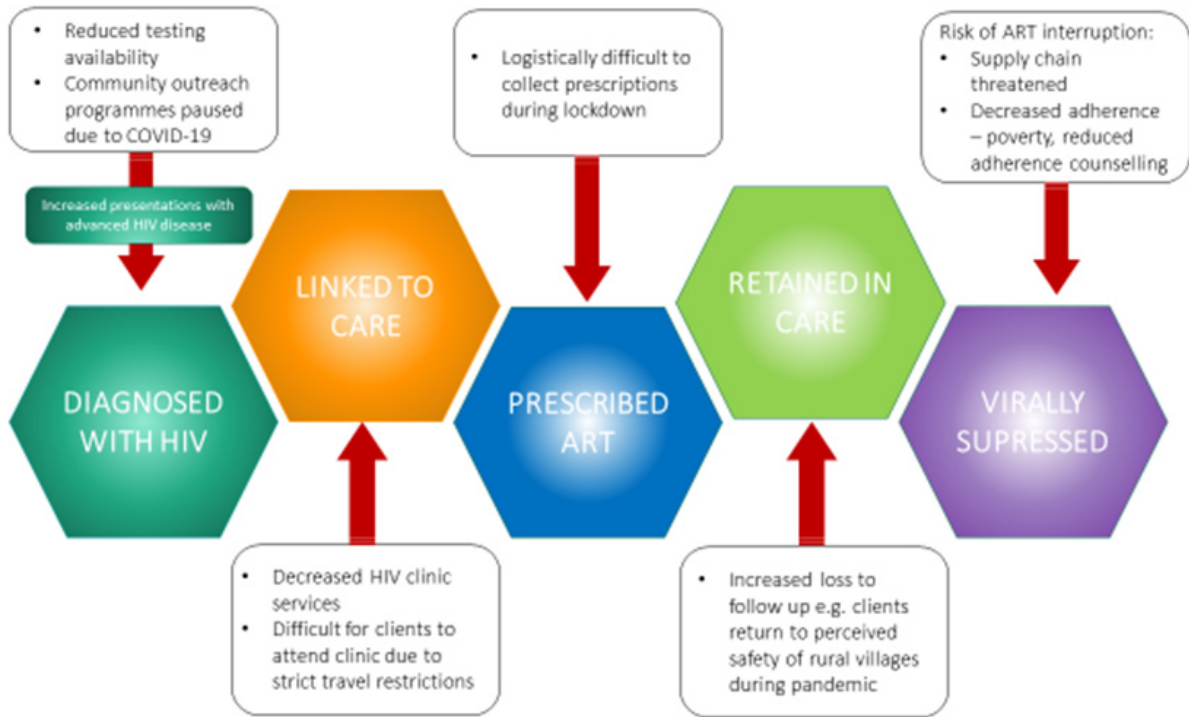 • Reduced testing
availability
• Community outreach
programmes paused
due to COVID-19
Increased presentations with
advanced HIV disease
DIAGNOSED
WITH HIV
LINKED TO
CARE
• Decreased HIV clinic
services
• Difficult for clients to
attend clinic due to
strict travel restrictions
• Logistically difficult to
collect prescriptions
during lockdown
PRESCRIBED
ART
RETAINED IN
CARE
• Increased loss to
follow up e.g. clients
return to perceived
safety of rural villages
during pandemic
Risk of ART interruption:
• Supply chain
threatened
• Decreased adherence
– poverty, reduced
adherence counselling
VIRALLY
SUPRESSED